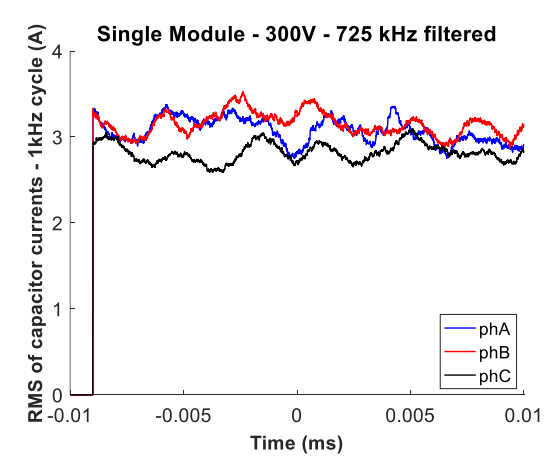 Single Module - 300V - 725 kHz filtered
RMS of capacitor currents - 1kHz cycle (A)
4
3
2
1
0
-0.01
-0.005
0
0.005
0.01
Time (ms)
phA
phB
phC